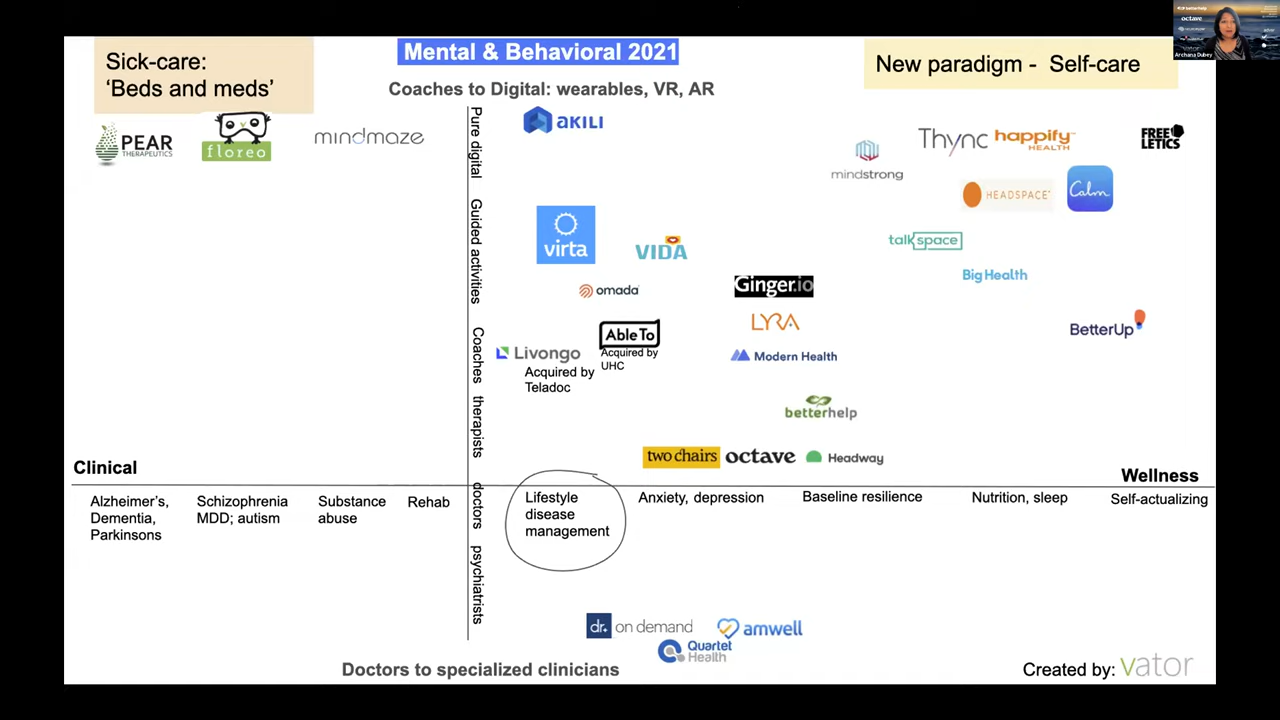 Mental & Behavioral 2021
Sick-care:
‘Beds and meds’
New paradigm - Self-care
Coaches to Digital: wearables, VR, AR
PEAR
THERAPEUTICS
floreo
mindmaze
AKILI
mindstrong
Thync
happify
HEALTH
FREE
LETICS
HEADSPACE
Calm
virta
VIDA
talkspace
omada
Ginger.io
Big Health
LYRA
BetterUp
Livongo
Acquired by
Teladoc
AbleTo
Acquired by
UHC
Modern Health
betterhelp
two chairs
octave
Headway
Pure digital
Guided activities
Coaches
therapists
doctors
psychiatrists
Clinical
Wellness
Alzheimer’s,
Dementia,
Parkinsons
Schizophrenia
MDD; autism
Substance
abuse
Rehab
Lifestyle
disease
management
Anxiety, depression
Baseline resilience
Nutrition, sleep
Self-actualizing
dr+ on demand
amwell
Quartet
Health
Doctors to specialized clinicians
Created by: vator
betterhelp
octave
Archana Dubey